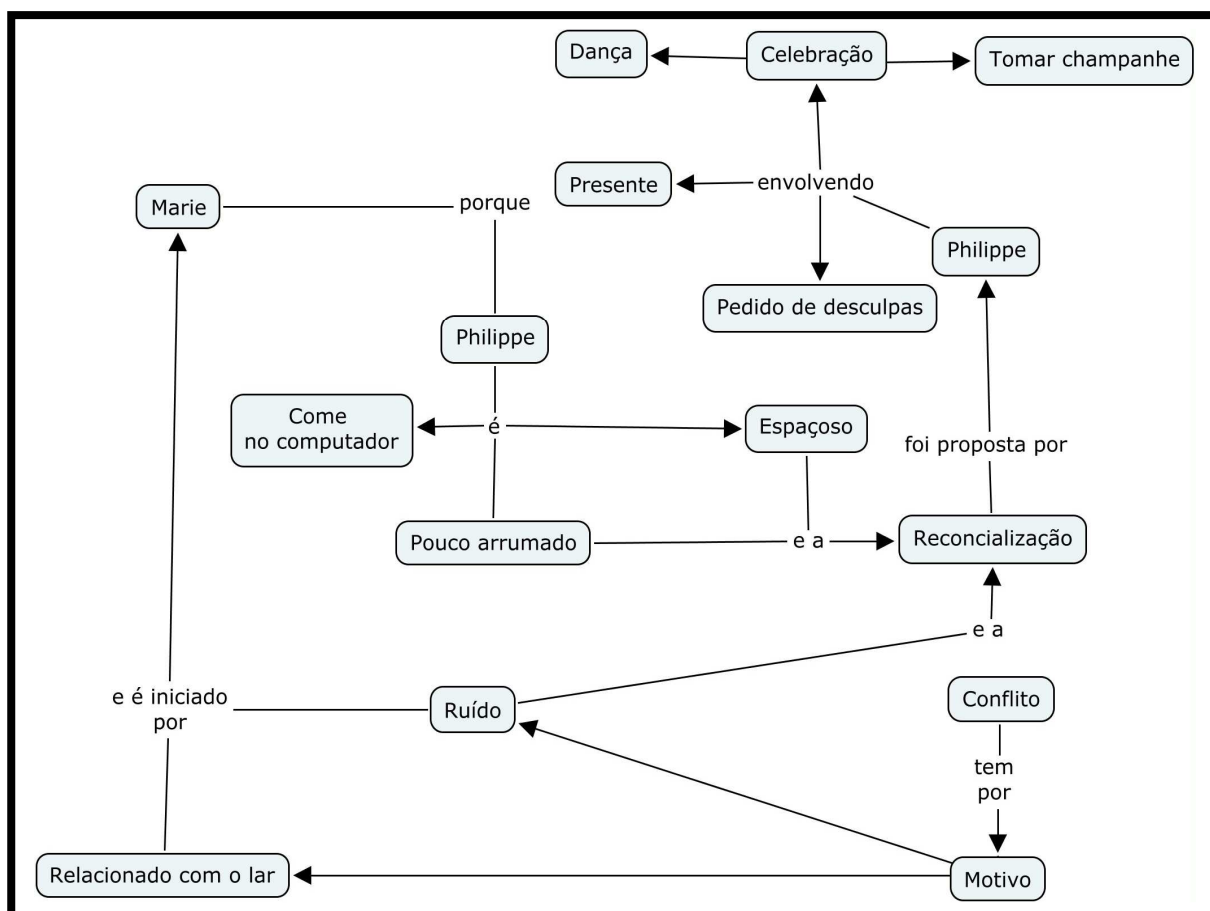 Dança
Celebração
Tomar champanhe
Presente
envolvendo
Marie
porque
Philippe
Pedido de desculpas
Philippe
Come
no computador
é
Espaçoso
foi proposta por
Pouco arrumado
e a
Reconcialização
e a
e é iniciado
por
Ruído
Conflito
tem
por
Relacionado com o lar
Motivo